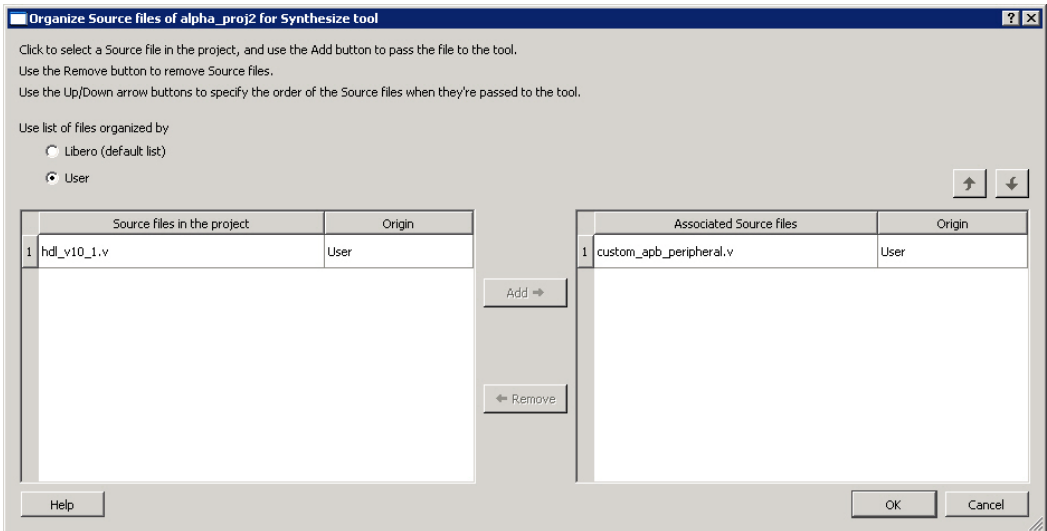 Organize Source files of alpha_proj2 for Synthesize tool
Click to select a Source file in the project, and use the Add button to pass the file to the tool.
Use the Remove button to remove Source files.
Use the Up/Down arrow buttons to specify the order of the Source files when they're passed to the tool.
Use list of files organized by
Libero (default list)
User
Source files in the project Origin
1 hdl_v10_1.v User
Add
Remove
Associated Source files Origin
1 custom_apb_peripheral.v User
Help OK Cancel